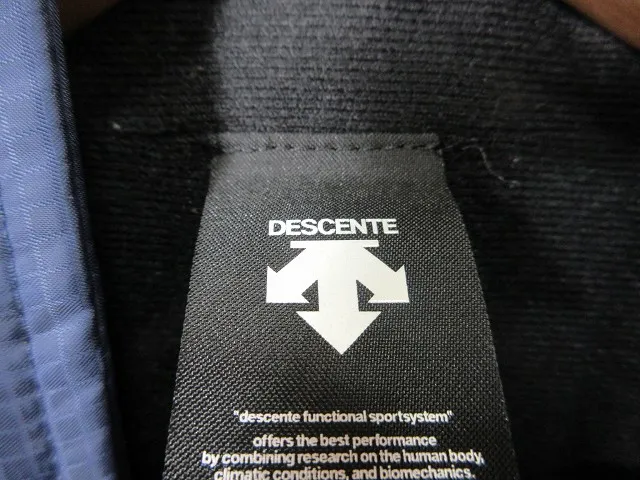 DESCENTE
"descente functional sportsystem"
offers the best performance
by combining research on the human body,
climatic conditions, and biomechanics.